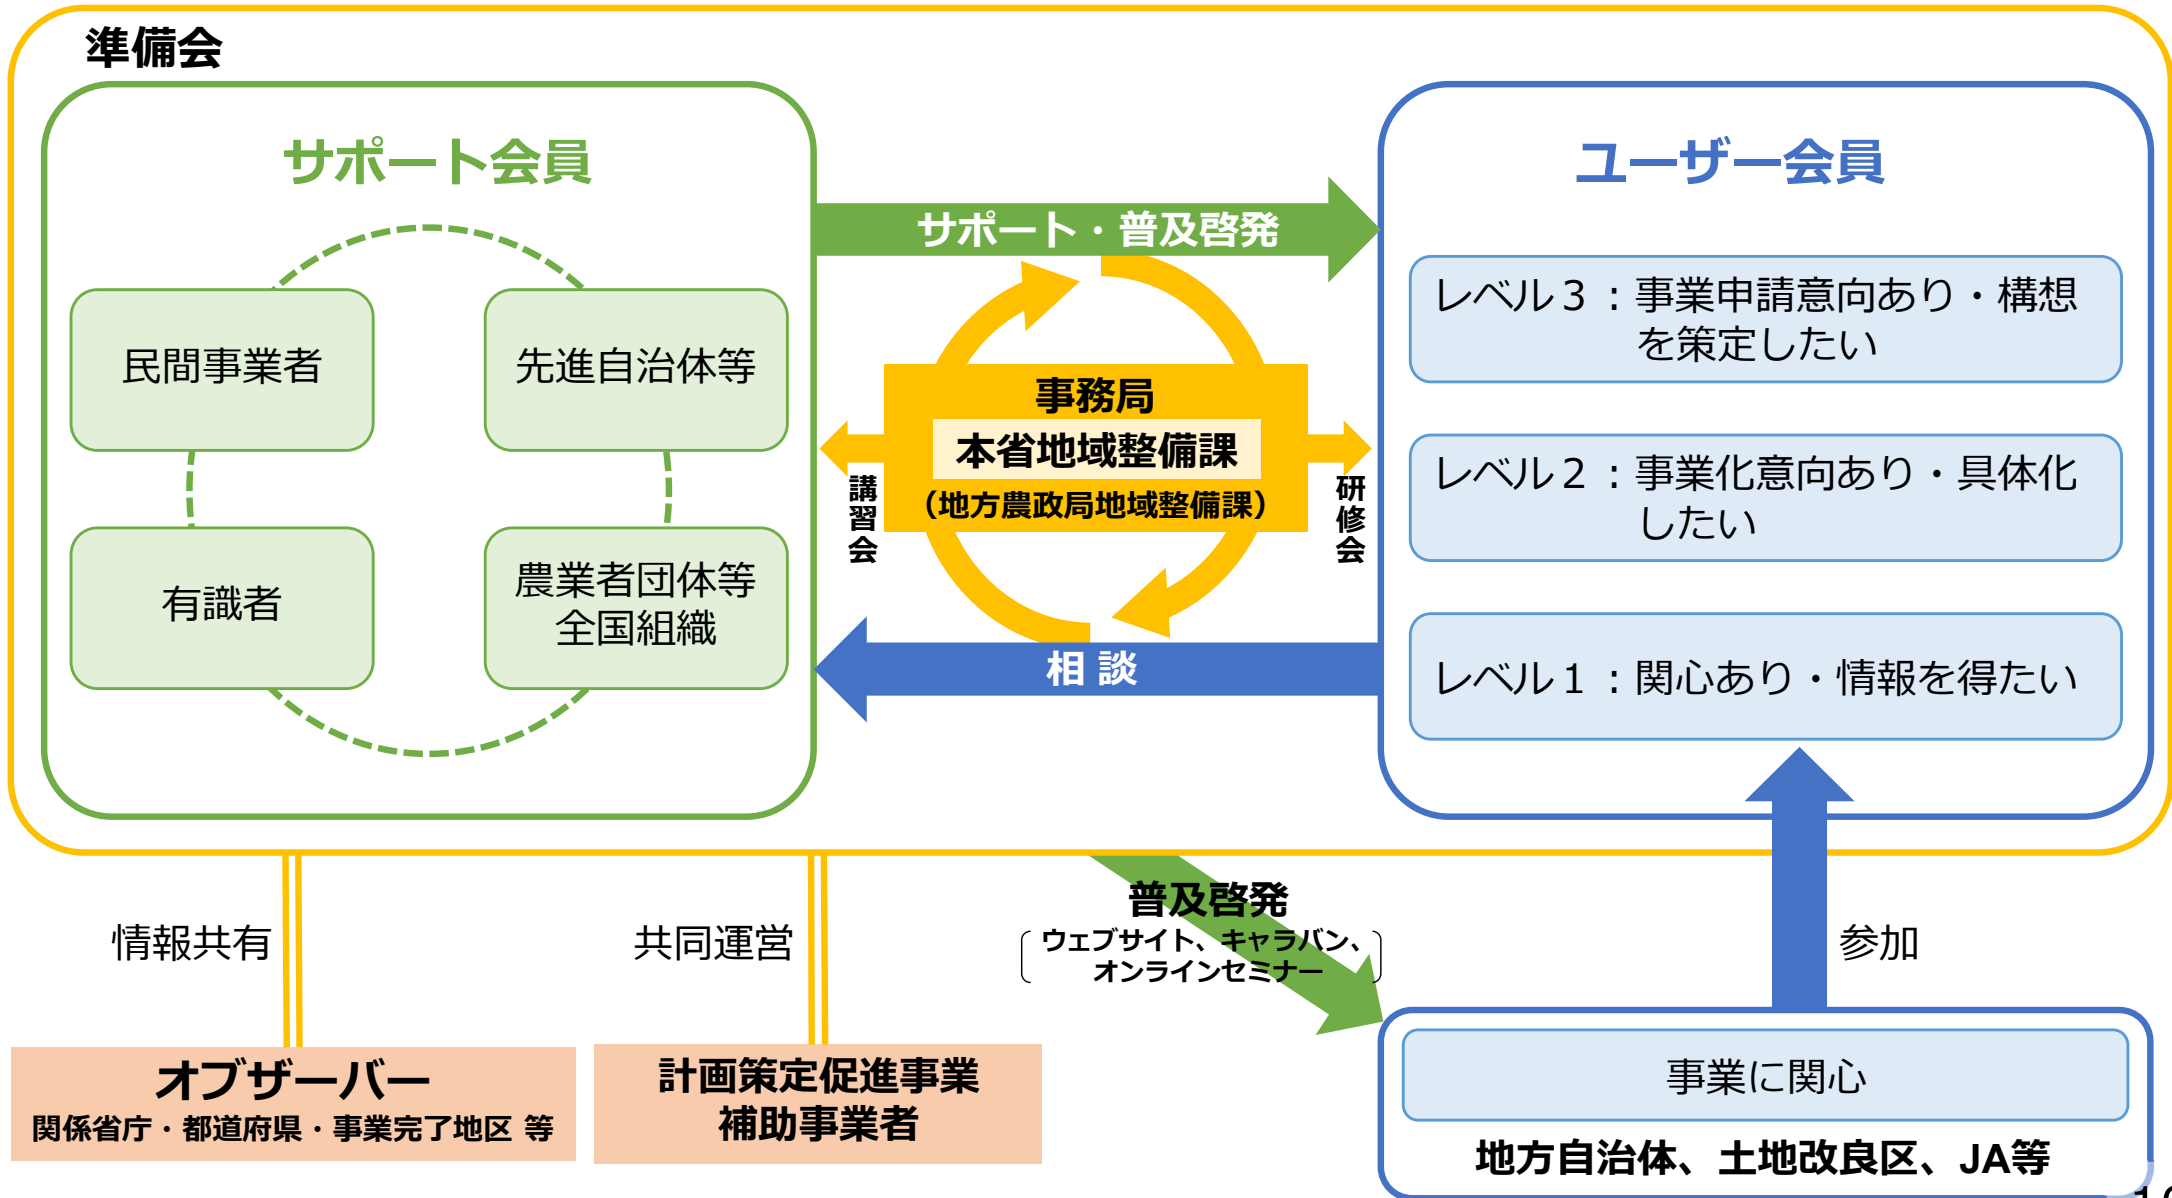 準備会
サポート会員
民間事業者
先進自治体等
有識者
農業者団体等
全国組織
サポート・普及啓発
事務局
本省地域整備課
（地方農政局地域整備課）
講習会
研修会
相 談
ユーザー会員
レベル３：事業申請意向あり・構想
を策定したい
レベル２：事業化意向あり・具体化
したい
レベル１：関心あり・情報を得たい
情報共有
共同運営
普及啓発
ウェブサイト、キャラバン、
オンラインセミナー
参加
オブザーバー
関係省庁・都道府県・事業完了地区 等
計画策定促進事業
補助事業者
事業に関心
地方自治体、土地改良区、JA等